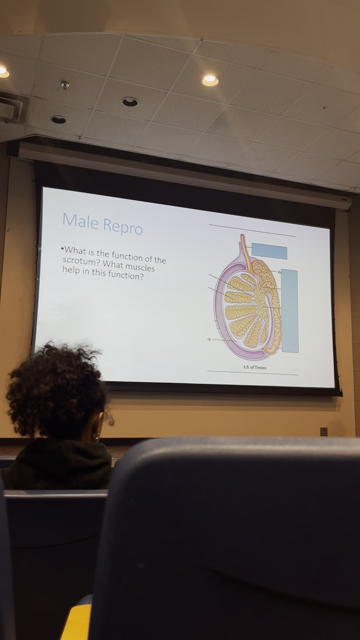 Male Repro
•What is the function of the
scrotum? What muscles
help in this function?